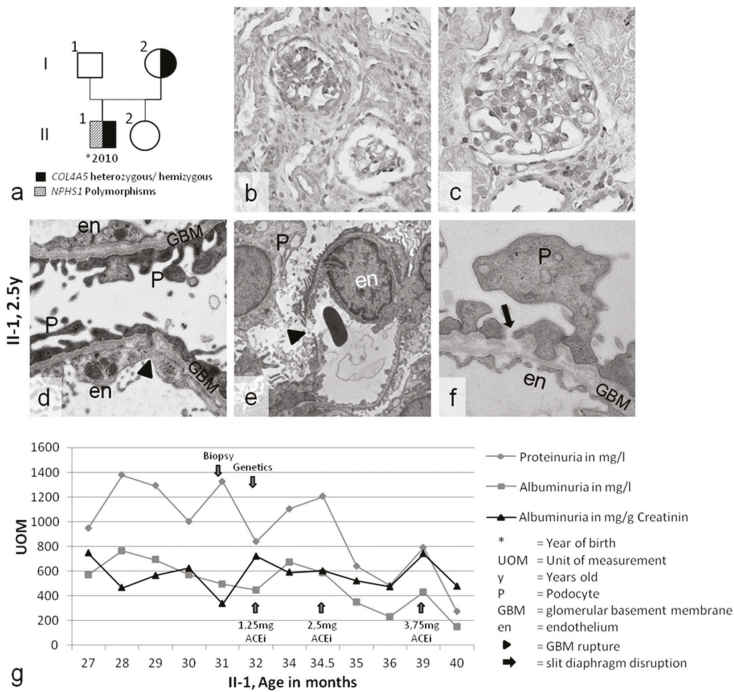 1
2
I
1
2
II
*2010
COL4A5 heterozygous/ hemizygous
NPHS1 Polymorphisms
a
b
c
II-1, 2.5y
en
GBM
P
P
en
GBM
d
P
en
e
P
en
GBM
f
1600
1400
1200
1000
800
600
400
200
0
UOM
Biopsy
Genetics
1,25mg
ACEi
2.5mg
ACEi
3,75mg
ACEi
27 28 29 30 31 32 34 34.5 35 36 39 40
II-1, Age in months
g
Proteinuria in mg/l
Albuminuria in mg/l
Albuminuria in mg/g Creatinin
* = Year of birth
UOM = Unit of measurement
y = Years old
P = Podocyte
GBM = glomerular basement membrane
en = endothelium
= GBM rupture
= slit diaphragm disruption